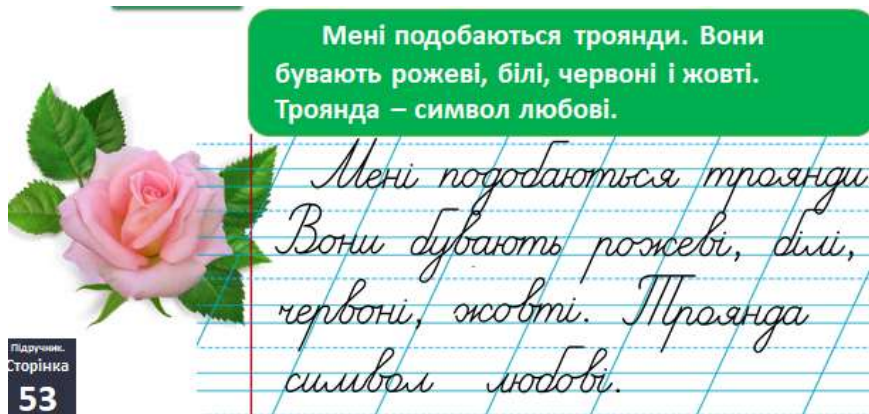 Мені подобаються троянди. Вони
бувають рожеві, білі, червоні і жовті.
Троянда – символ любові.
Мені подобаються троянди
Вони бувають рожеві, білі,
червоні, жовті. Троянда
символ любові.
Підручник.
Сторінка
53